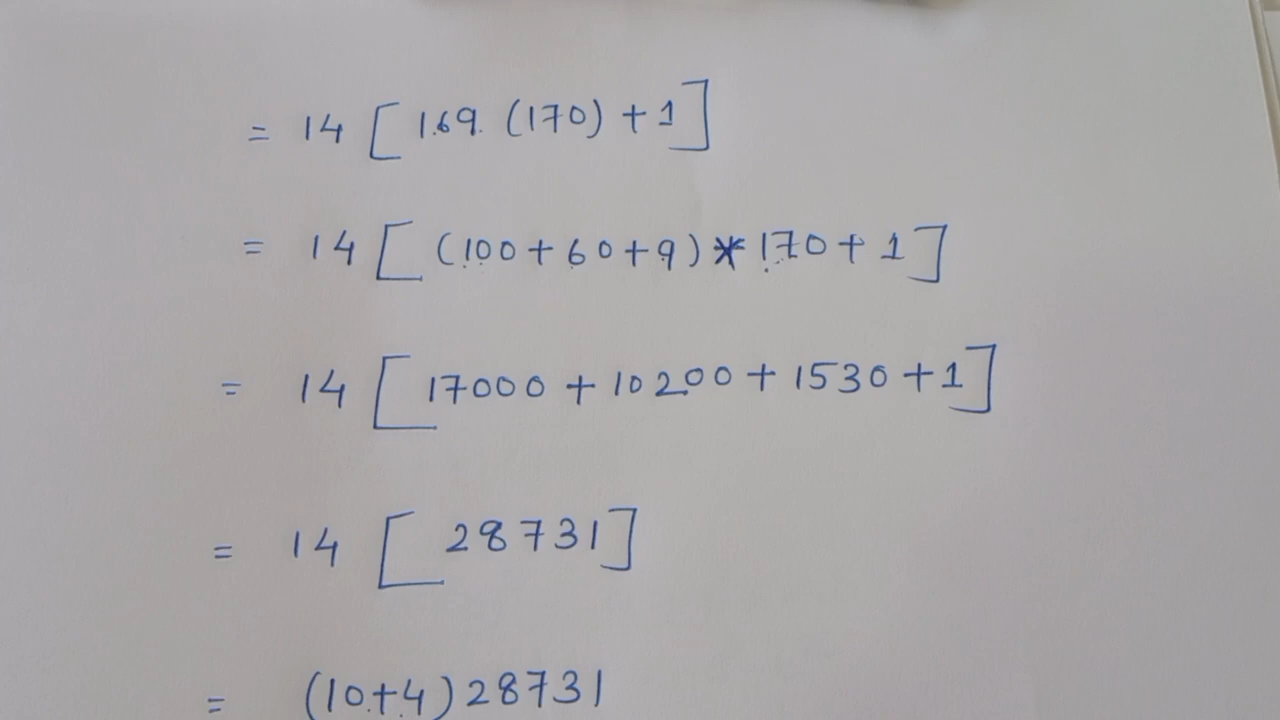 = 14 [ 169 (170) + 1 ]
= 14 [ (100 + 60 + 9) * 170 + 1 ]
= 14 [ 17000 + 10200 + 1530 + 1 ]
= 14 [ 28731 ]
= (10+4) 28731